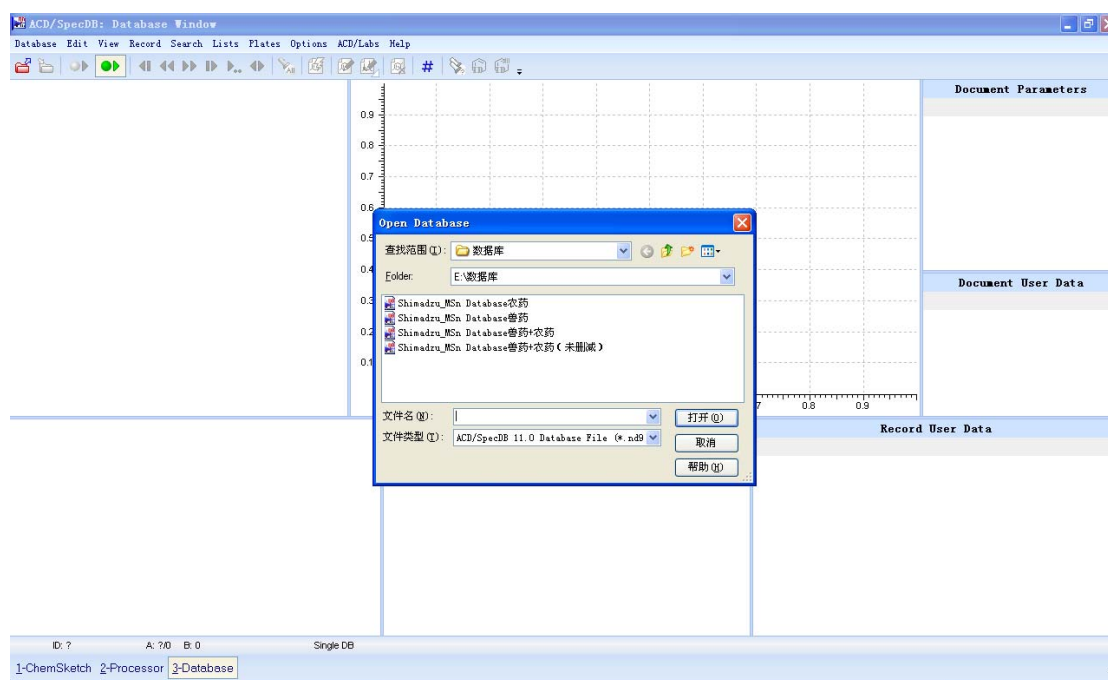 ACD/SpecDB: Database Window
Database Edit View Record Search Lists Plates Options ACD/Labs Help
Document Parameters
0.9
0.8
0.7
0.6
0.5
0.4
0.3
0.2
0.1
Open Database
查找范围(I): 数据库
Folder: E:\数据库
Shimadzu_MSn Database农药
Shimadzu_MSn Database兽药
Shimadzu_MSn Database兽药+农药
Shimadzu_MSn Database兽药+农药(未删减)
文件名(N): 打开(O)
文件类型(T): ACD/SpecDB 11.0 Database File (*.nd9 取消
帮助(H)
Document User Data
7 0.8 0.9
Record User Data
ID: ? A: ?/0 B: 0 Single DB
1-ChemSketch 2-Processor 3-Database